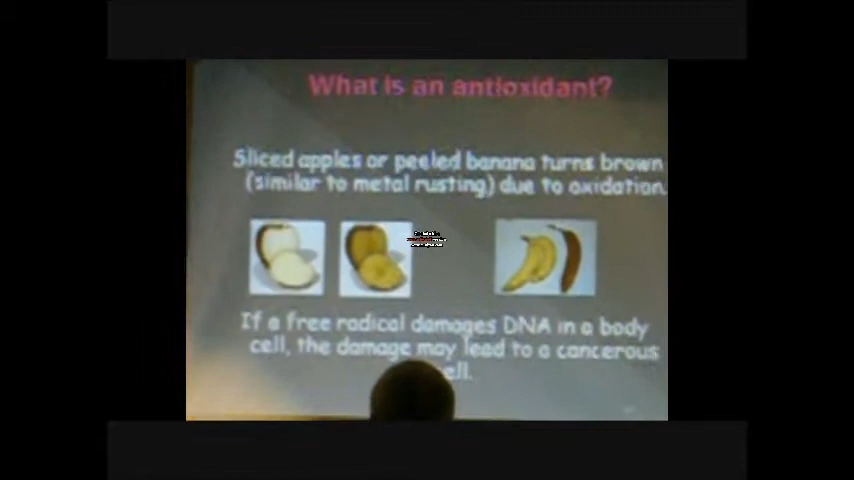 What is an antioxidant?
Sliced apples or peeled banana turns brown
(similar to metal rusting) due to oxidation.
If a free radical damages DNA in a body
cell, the damage may lead to a cancerous
ell.